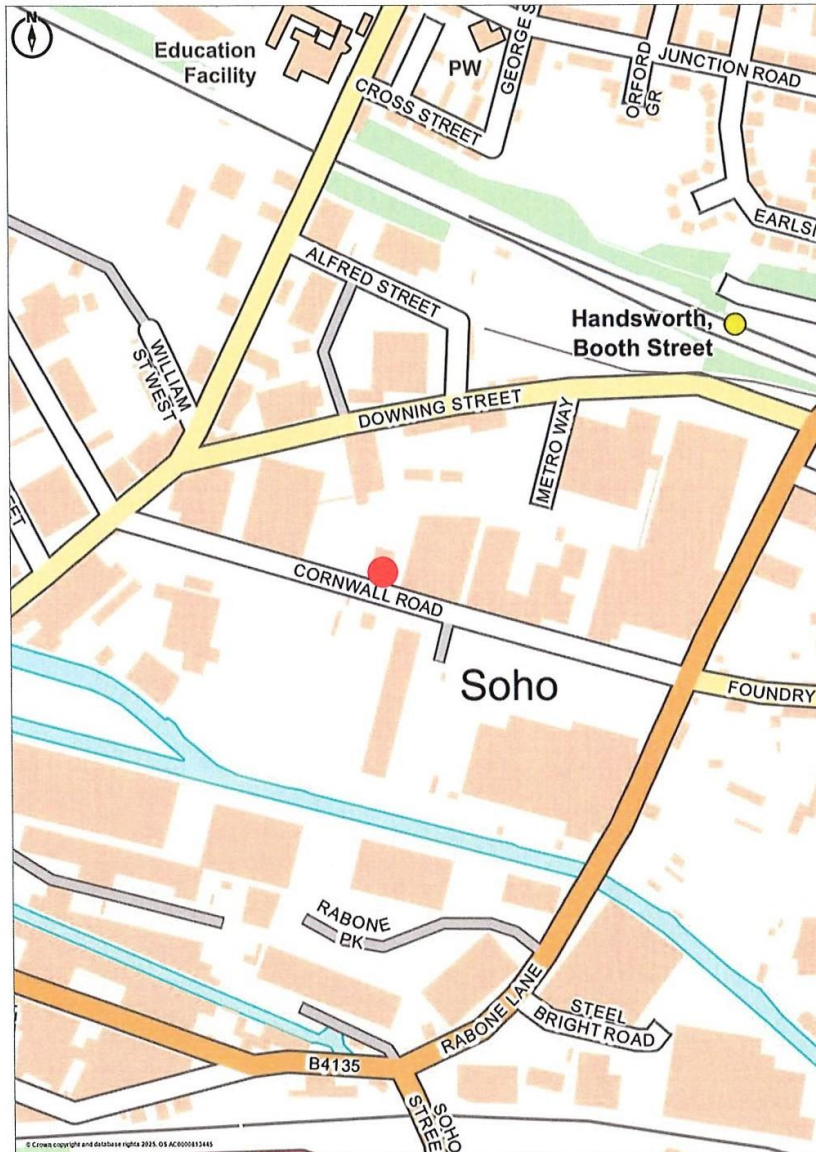 N
Education
Facility
PW
GEORGE S
ORFORD
GR
JUNCTION ROAD
CROSS STREET
EARLS
ALFRED STREET
Handsworth,
Booth Street
WILLIAM
ST WEST
DOWNING STREET
METRO WAY
EET
CORNWALL ROAD
Soho
FOUNDRY
RABONE
PK
STEEL
BRIGHT ROAD
RABONE LANE
B4135
SOHO
STREE
© Crown copyright and database rights 2025. OS AC0000813445